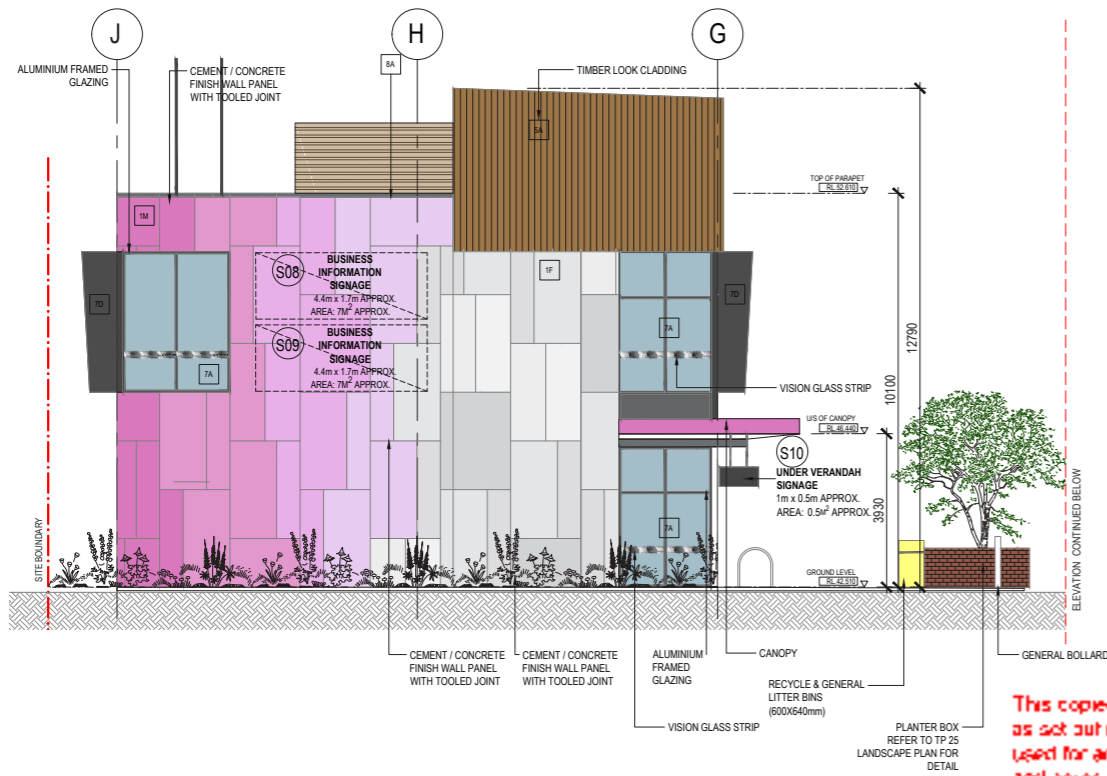 J
H
G
ALUMINIUM FRAMED
GLAZING
CEMENT / CONCRETE
FINISH WALL PANEL
WITH TOOLED JOINT
8A
TIMBER LOOK CLADDING
5A
TOP OF PARAPET
RL.52.610
1M
S08
BUSINESS
INFORMATION
SIGNAGE
4.4m x 1.7m APPROX.
AREA: 7M² APPROX.
1F
7D
7D
7A
12790
S09
BUSINESS
INFORMATION
SIGNAGE
4.4m x 1.7m APPROX.
AREA: 7M² APPROX.
7A
VISION GLASS STRIP
10100
U/S OF CANOPY
RL.46.440
S10
UNDER VERANDAH
SIGNAGE
1m x 0.5m APPROX.
AREA: 0.5M² APPROX.
3930
7A
SITE BOUNDARY
GROUND LEVEL
RL.42.510
ELEVATION CONTINUED BELOW
CEMENT / CONCRETE
FINISH WALL PANEL
WITH TOOLED JOINT
CEMENT / CONCRETE
FINISH WALL PANEL
WITH TOOLED JOINT
ALUMINIUM
FRAMED
GLAZING
CANOPY
GENERAL BOLLARD
RECYCLE & GENERAL
LITTER BINS
(600X640mm)
VISION GLASS STRIP
PLANTER BOX
REFER TO TP 25
LANDSCAPE PLAN FOR
DETAIL
This copied
as set out
used for